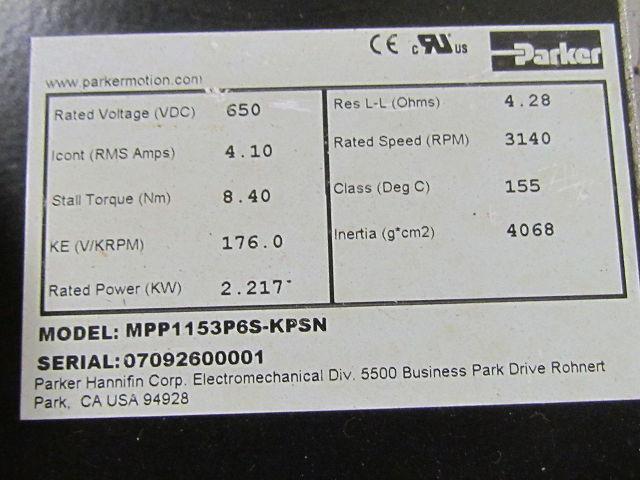 CE cRUus Parker
www.parkermotion.com
Rated Voltage (VDC) 650
Icont (RMS Amps) 4.10
Stall Torque (Nm) 8.40
KE (V/KRPM) 176.0
Rated Power (KW) 2.217
Res L-L (Ohms) 4.28
Rated Speed (RPM) 3140
Class (Deg C) 155
Inertia (g*cm2) 4068
MODEL: MPP1153P6S-KPSN
SERIAL: 07092600001
Parker Hannifin Corp. Electromechanical Div. 5500 Business Park Drive Rohnert
Park, CA USA 94928